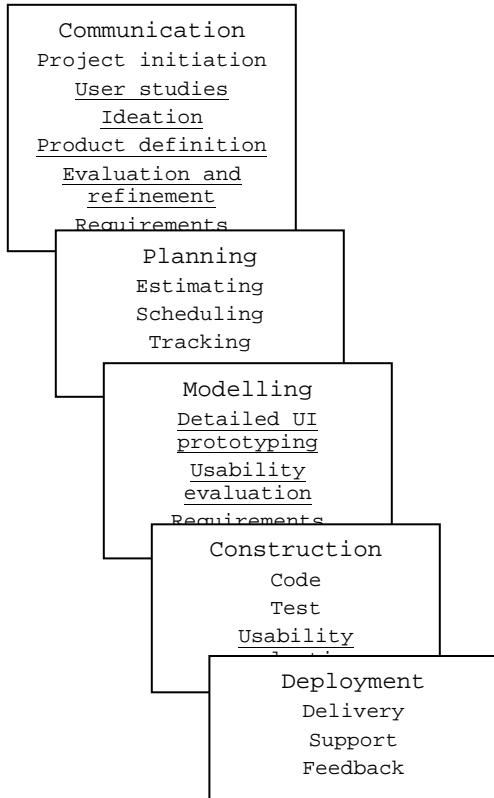 Communication
Project initiation
User studies
Ideation
Product definition
Evaluation and
refinement
Requirements
Planning
Estimating
Scheduling
Tracking
Modelling
Detailed UI
prototyping
Usability
evaluation
Requirements
Construction
Code
Test
Usability
Deployment
Delivery
Support
Feedback